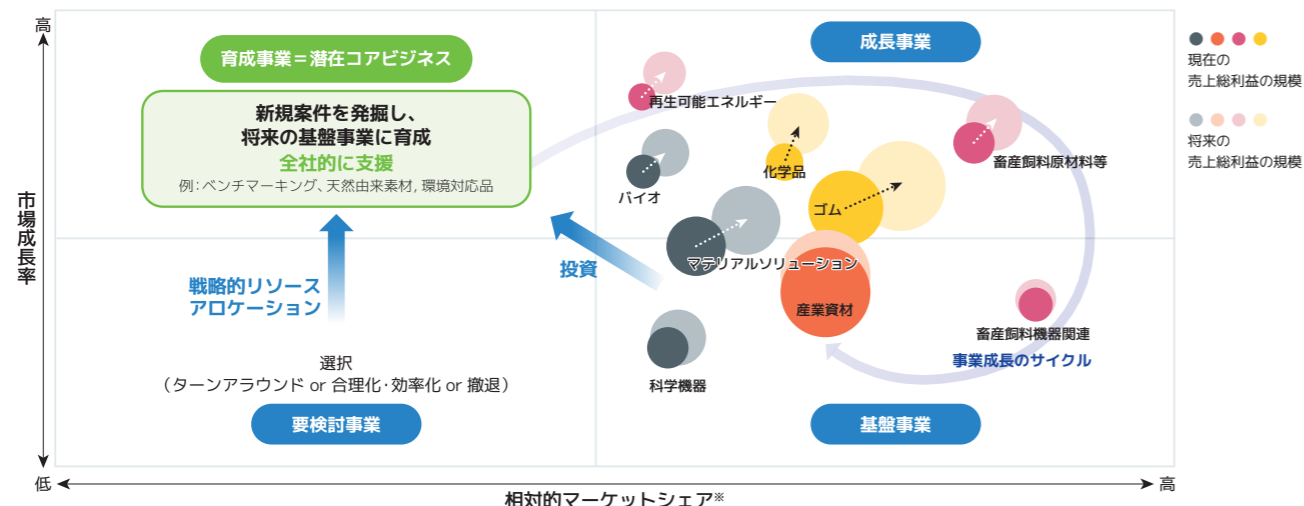 高
市場成長率
低
育成事業＝潜在コアビジネス
新規案件を発掘し、
将来の基盤事業に育成
全社的に支援
例：ベンチマーキング、天然由来素材, 環境対応品
戦略的リソース
アロケーション
投資
選択
（ターンアラウンド or 合理化・効率化 or 撤退）
要検討事業
成長事業
再生可能エネルギー
化学品
畜産飼料原材料等
バイオ
ゴム
マテリアルソリューション
産業資材
畜産飼料機器関連
科学機器
事業成長のサイクル
基盤事業
相対的マーケットシェア※
高
現在の
売上総利益の規模
将来の
売上総利益の規模